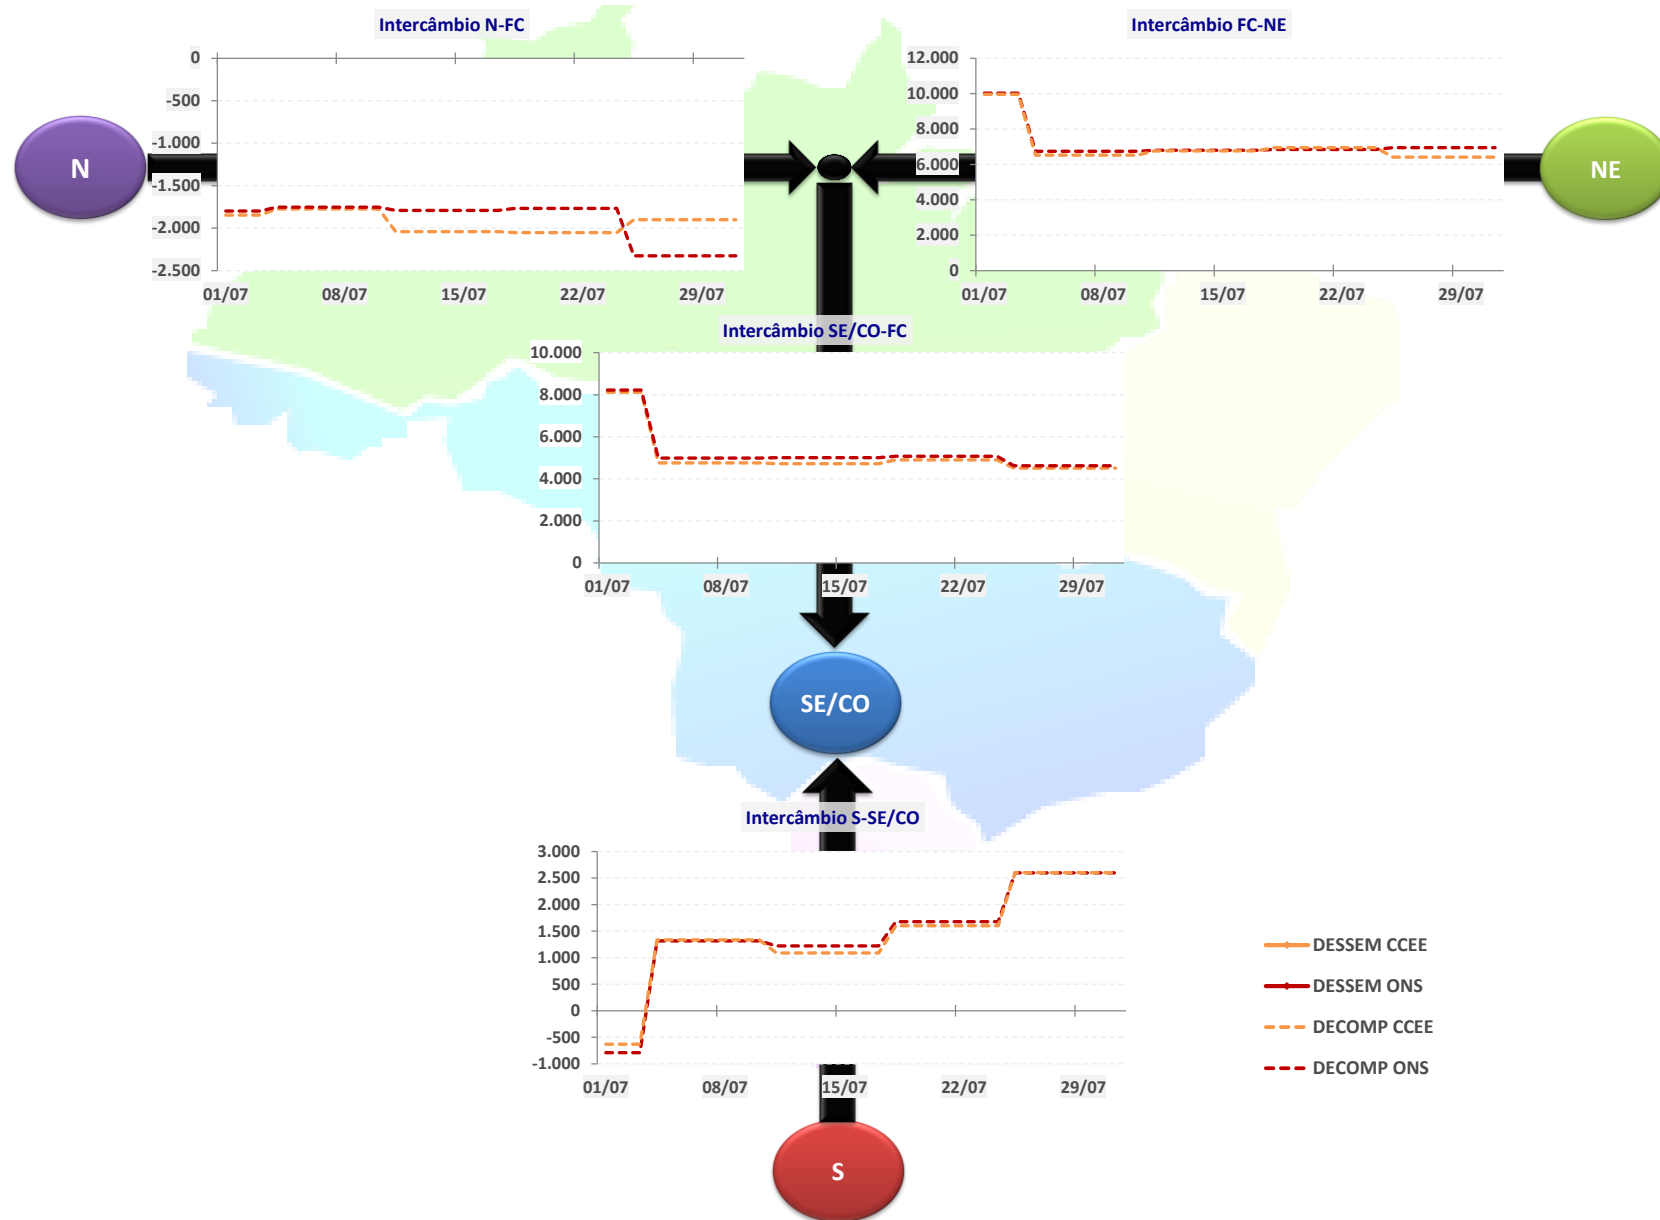 Intercâmbio N-FC
0
-500
-1.000
-1.500
-2.000
-2.500
01/07 08/07 15/07 22/07 29/07
N
Intercâmbio FC-NE
12.000
10.000
8.000
6.000
4.000
2.000
0
01/07 08/07 15/07 22/07 29/07
NE
Intercâmbio SE/CO-FC
10.000
8.000
6.000
4.000
2.000
0
01/07 08/07 15/07 22/07 29/07
SE/CO
Intercâmbio S-SE/CO
3.000
2.500
2.000
1.500
1.000
500
0
-500
-1.000
01/07 08/07 15/07 22/07 29/07
DESSEM CCEE
DESSEM ONS
DECOMP CCEE
DECOMP ONS
S